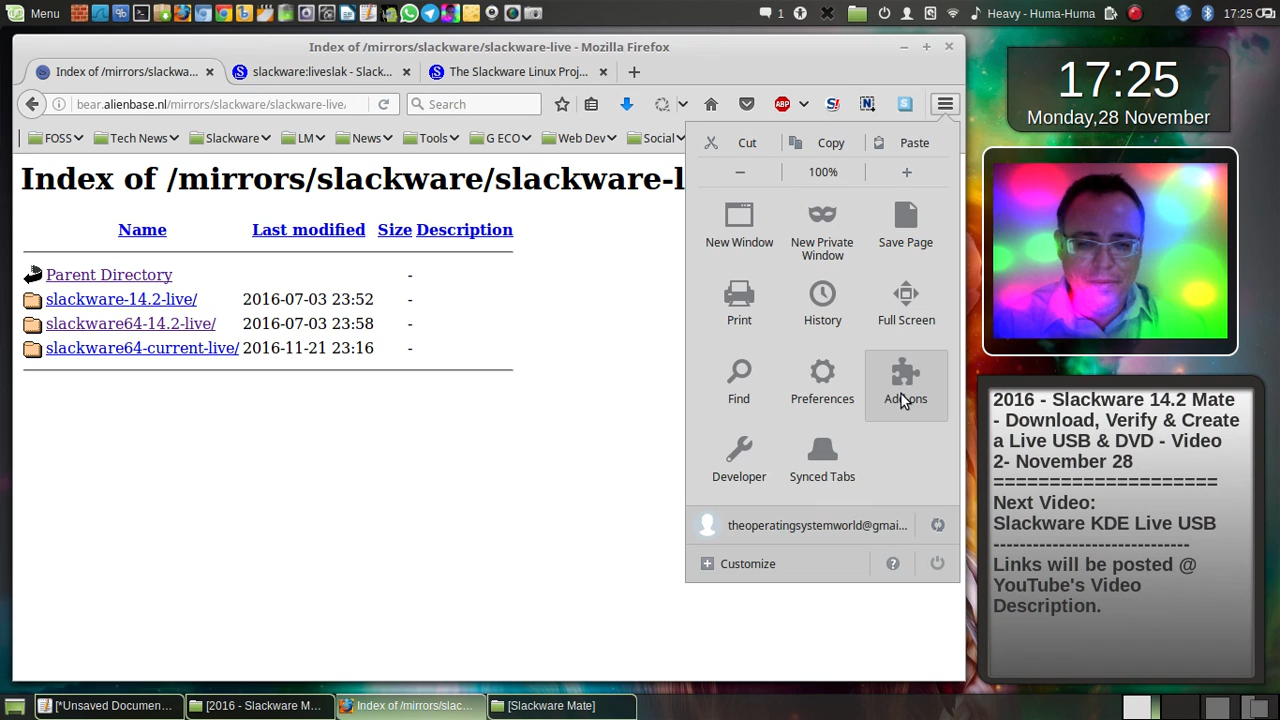 Menu
1
Heavy - Huma-Huma
17:25
Index of /mirrors/slackware/slackware-live - Mozilla Firefox
Index of /mirrors/slackwa...
slackware:liveslak - Slack...
The Slackware Linux Proj...
bear.alienbase.nl/mirrors/slackware/slackware-live/
Search
ABP
FOSS
Tech News
Slackware
LM
News
Tools
G ECO
Web Dev
Social
Index of /mirrors/slackware/slackware-l
Name Last modified Size Description
Parent Directory -
slackware-14.2-live/ 2016-07-03 23:52 -
slackware64-14.2-live/ 2016-07-03 23:58 -
slackware64-current-live/ 2016-11-21 23:16 -
Cut Copy Paste
– 100% +
New Window
New Private
Window
Save Page
Print
History
Full Screen
Find
Preferences
Add-ons
Developer
Synced Tabs
theoperatingsystemworld@gmai...
Customize
17:25
Monday,28 November
2016 - Slackware 14.2 Mate
- Download, Verify & Create
a Live USB & DVD - Video
2- November 28
=====================
Next Video:
Slackware KDE Live USB
----------------------------
Links will be posted @
YouTube's Video
Description.
[*Unsaved Documen...
[2016 - Slackware M...
Index of /mirrors/slac...
[Slackware Mate]